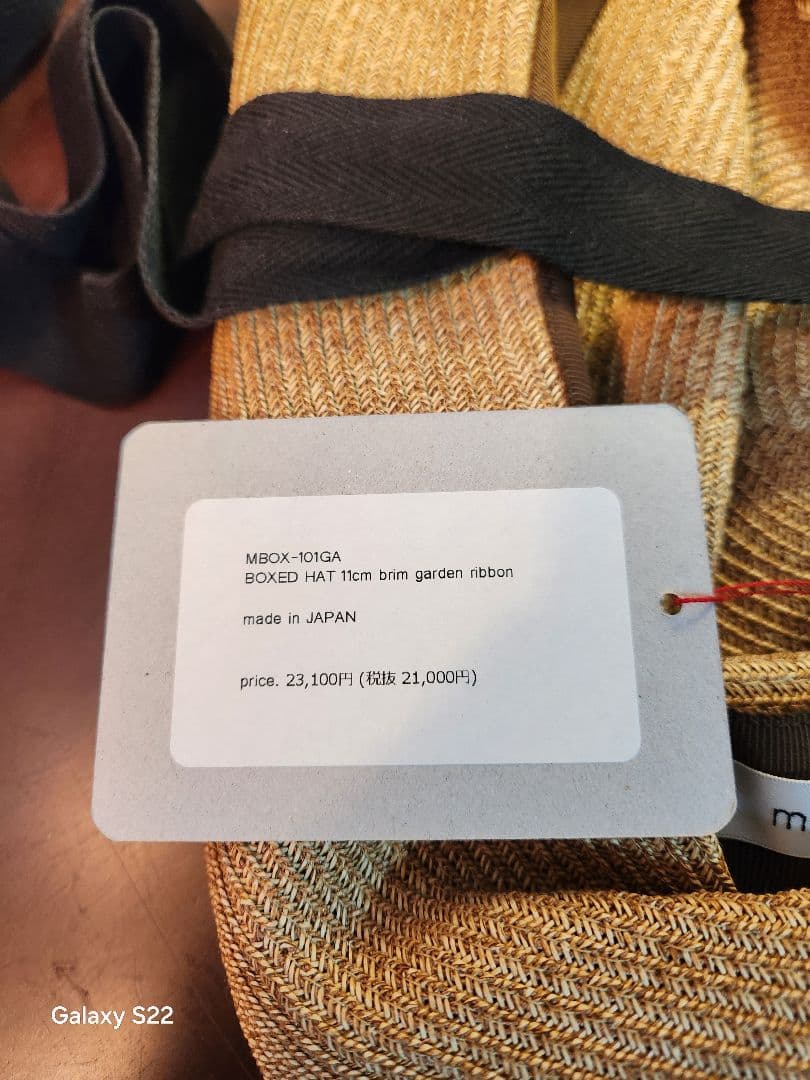 MBOX-101GA
BOXED HAT 11cm brim garden ribbon
made in JAPAN
price. 23,100円 (税抜 21,000円)
m
Galaxy S22